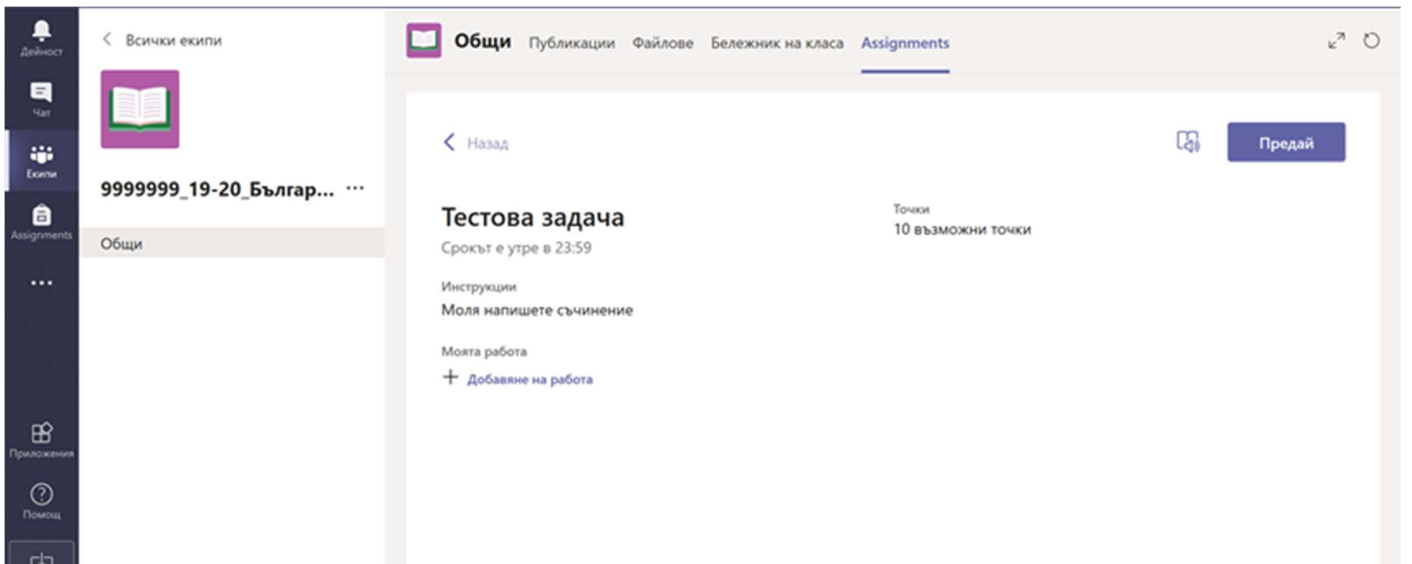 Дейност
Чат
Екипи
Assignments
Приложения
Помощ
Всички екипи
9999999_19-20_Българ... ...
Общи
Общи Публикации Файлове Бележник на класа Assignments
Назад
Предай
Тестова задача
Срокът е утре в 23:59
Точки
10 възможни точки
Инструкции
Моля напишете съчинение
Моята работа
+ Добавяне на работа